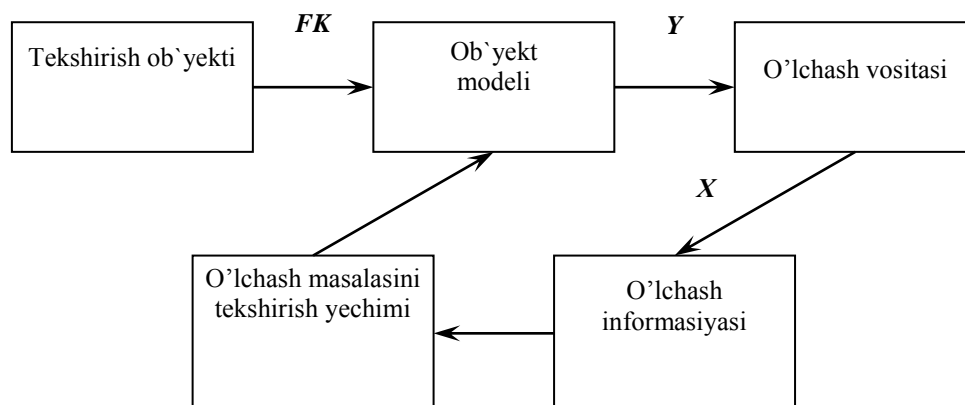 FK
Y
Tekshirish ob`yekti
Ob`yekt
modeli
O’lchash vositasi
X
O’lchash masalasini
tekshirish yechimi
O’lchash
informasiyasi